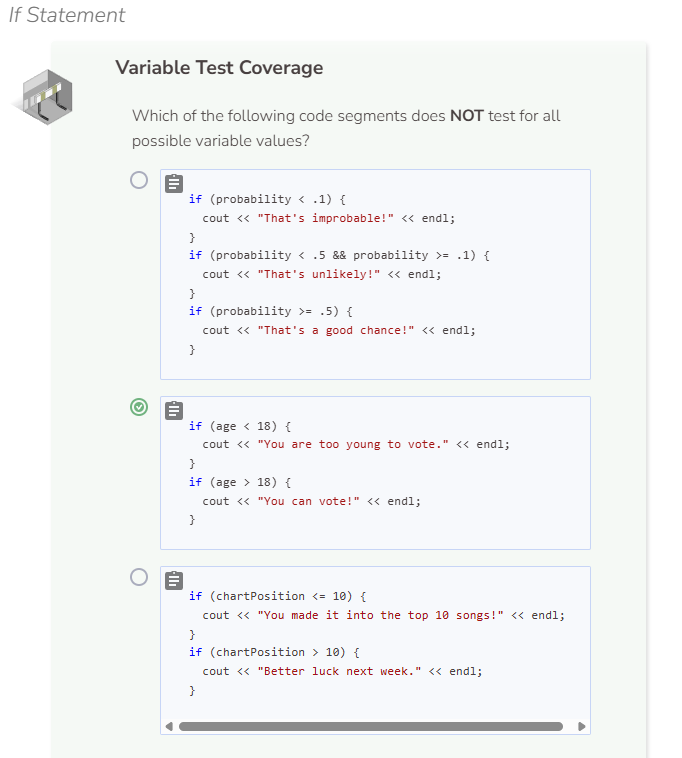 If Statement
Variable Test Coverage
Which of the following code segments does NOT test for all
possible variable values?
if (probability < .1) {
  cout << "That's improbable!" << endl;
}
if (probability < .5 && probability >= .1) {
  cout << "That's unlikely!" << endl;
}
if (probability >= .5) {
  cout << "That's a good chance!" << endl;
}
if (age < 18) {
  cout << "You are too young to vote." << endl;
}
if (age > 18) {
  cout << "You can vote!" << endl;
}
if (chartPosition <= 10) {
  cout << "You made it into the top 10 songs!" << endl;
}
if (chartPosition > 10) {
  cout << "Better luck next week." << endl;
}